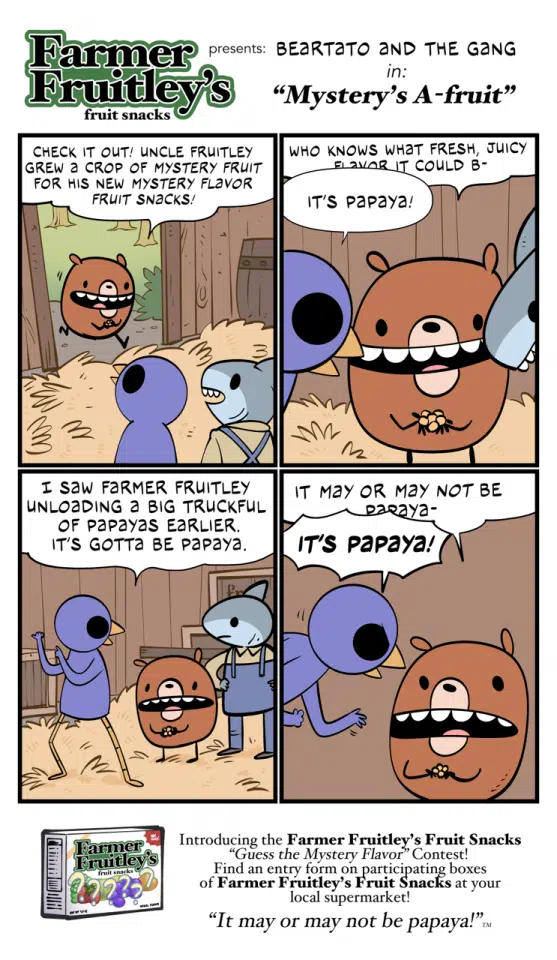 Farmer
Fruitley's
fruit snacks
presents:
BEARTATO AND THE GANG
in:
"Mystery's A-fruit"
CHECK IT OUT! UNCLE FRUITLEY
GREW A CROP OF MYSTERY FRUIT
FOR HIS NEW MYSTERY FLAVOR
FRUIT SNACKS!
WHO KNOWS WHAT FRESH, JUICY
FLAVOR IT COULD B-
IT'S PAPAYA!
I SAW FARMER FRUITLEY
UNLOADING A BIG TRUCKFUL
OF PAPAYAS EARLIER.
IT'S GOTTA BE PAPAYA.
IT MAY OR MAY NOT BE
PAPAYA-
IT'S PAPAYA!
Farmer
Fruitley's
fruit snacks
Introducing the Farmer Fruitley's Fruit Snacks
"Guess the Mystery Flavor" Contest!
Find an entry form on participating boxes
of Farmer Fruitley's Fruit Snacks at your
local supermarket!
"It may or may not be papaya!"TM